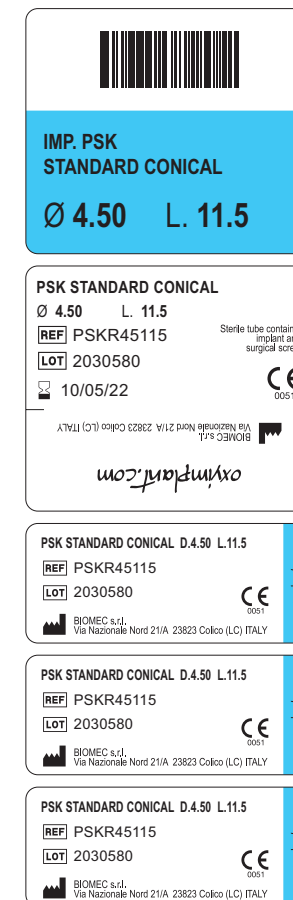 IMP. PSK
STANDARD CONICAL
Ø 4.50 L. 11.5
PSK STANDARD CONICAL
Ø 4.50 L. 11.5
REF PSKR45115
LOT 2030580
10/05/22
Sterile tube
implant
surgical
CE
0051
BIOMEC s.r.l.
Via Nazionale Nord 21/A 23823 Colico (LC) ITALY
oxyimplant.com
PSK STANDARD CONICAL D.4.50 L.11.5
REF PSKR45115
LOT 2030580
CE
0051
BIOMEC s.r.l.
Via Nazionale Nord 21/A 23823 Colico (LC) ITALY
PSK STANDARD CONICAL D.4.50 L.11.5
REF PSKR45115
LOT 2030580
CE
0051
BIOMEC s.r.l.
Via Nazionale Nord 21/A 23823 Colico (LC) ITALY
PSK STANDARD CONICAL D.4.50 L.11.5
REF PSKR45115
LOT 2030580
CE
0051
BIOMEC s.r.l.
Via Nazionale Nord 21/A 23823 Colico (LC) ITALY